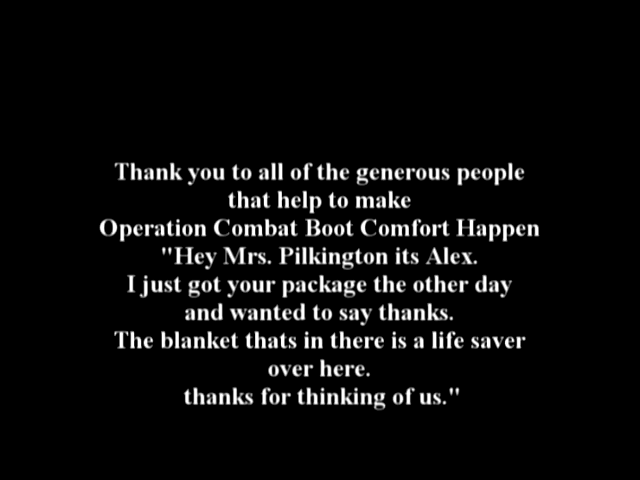 Thank you to all of the generous people
that help to make
Operation Combat Boot Comfort Happen
"Hey Mrs. Pilkington its Alex.
I just got your package the other day
and wanted to say thanks.
The blanket thats in there is a life saver
over here.
thanks for thinking of us."